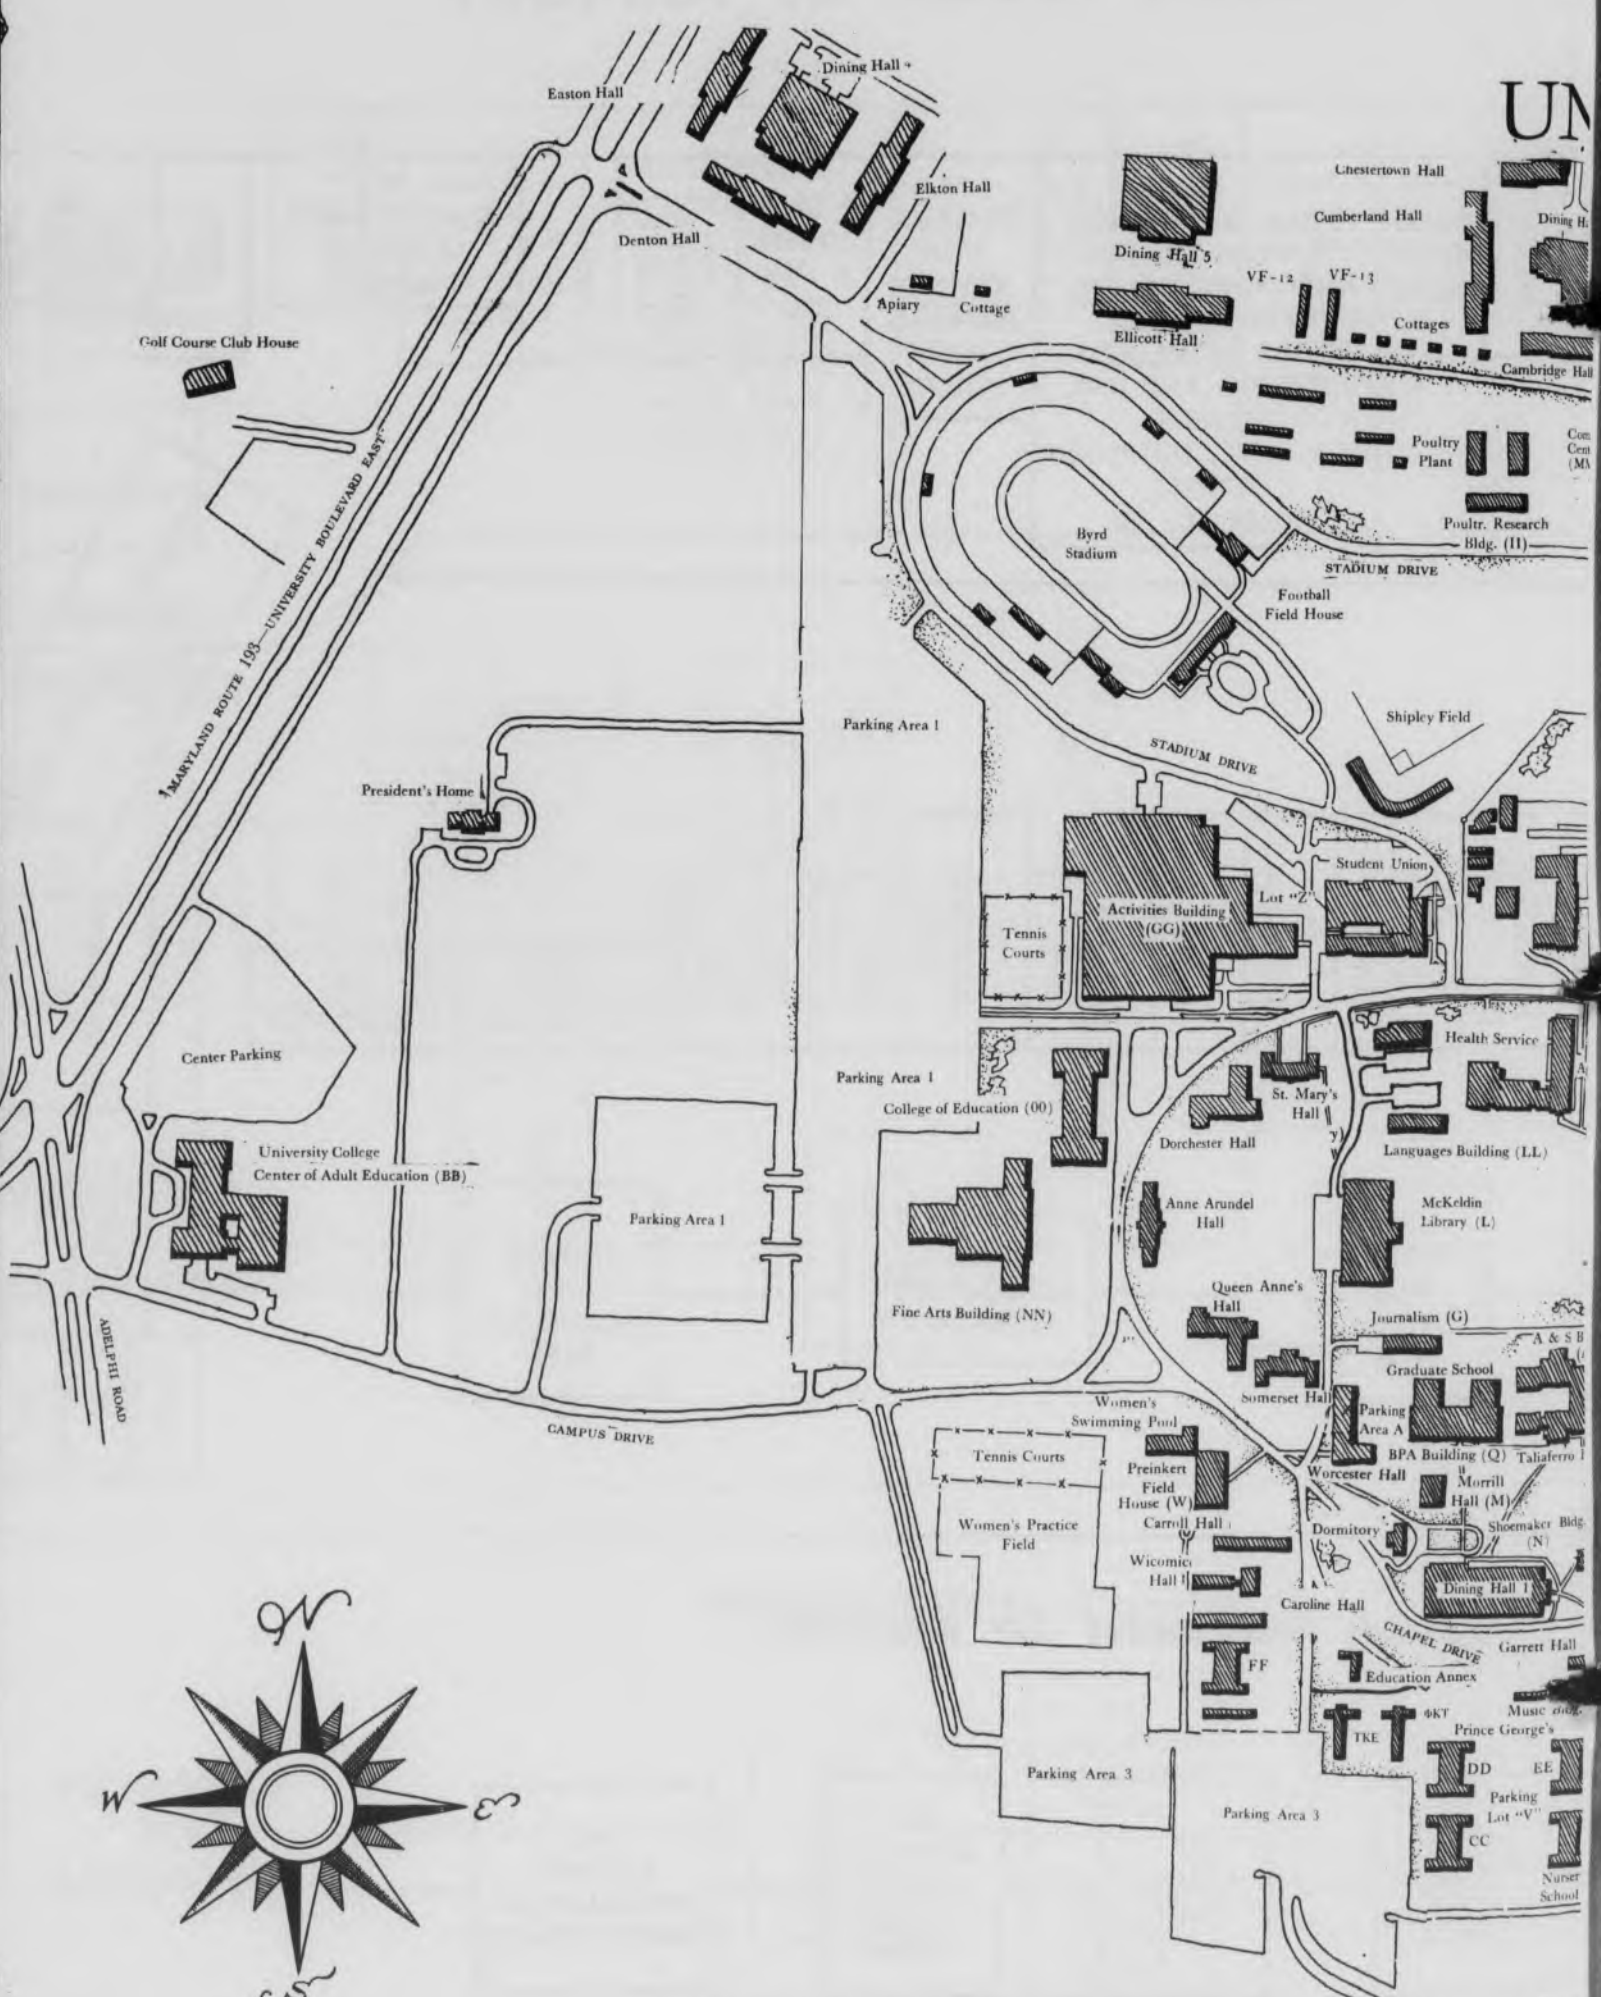 UN
Dining Hall 4
Easton Hall
Chestertown Hall
Elkton Hall
Cumberland Hall
Dining H
Denton Hall
Dining Hall 5
VF-12
VF-13
Apiary
Cottage
Cottages
Ellicott Hall
Golf Course Club House
Cambridge Hall
Poultry
Plant
Com
Cent
Poultr. Research
Bldg. (II)
Byrd
Stadium
STADIUM DRIVE
Football
Field House
MARYLAND ROUTE 193—UNIVERSITY BOULEVARD EAST
Parking Area 1
Shipley Field
STADIUM DRIVE
President's Home
Student Union
Lot "Z"
Activities Building
(GG)
Tennis
Courts
Center Parking
Health Service
Parking Area 1
College of Education (00)
St. Mary's
Hall
Dorchester Hall
Languages Building (LL)
University College
Center of Adult Education (BB)
Parking Area 1
Anne Arundel
Hall
McKeldin
Library (L)
Queen Anne's
Hall
Fine Arts Building (NN)
Journalism (G)
A & S B
Graduate School
ADELPHI ROAD
Somerset Hall
Parking
Area A
CAMPUS DRIVE
Women's
Swimming Pool
BPA Building (Q)
Taliaferro
Tennis Courts
Preinkert
Field
House (W)
Worcester Hall
Morrill
Hall (M)
Women's Practice
Field
Carroll Hall
Dormitory
Shoemaker Bldg.
(N)
Wicomico
Hall
Dining Hall 1
Caroline Hall
CHAPEL DRIVE
Garrett Hall
FF
Education Annex
Music Bldg.
ΦKT
TKE
Prince George's
DD
EE
Parking
Lot "V"
CC
Parking Area 3
Parking Area 3
Nurser
School
N
W
E
S